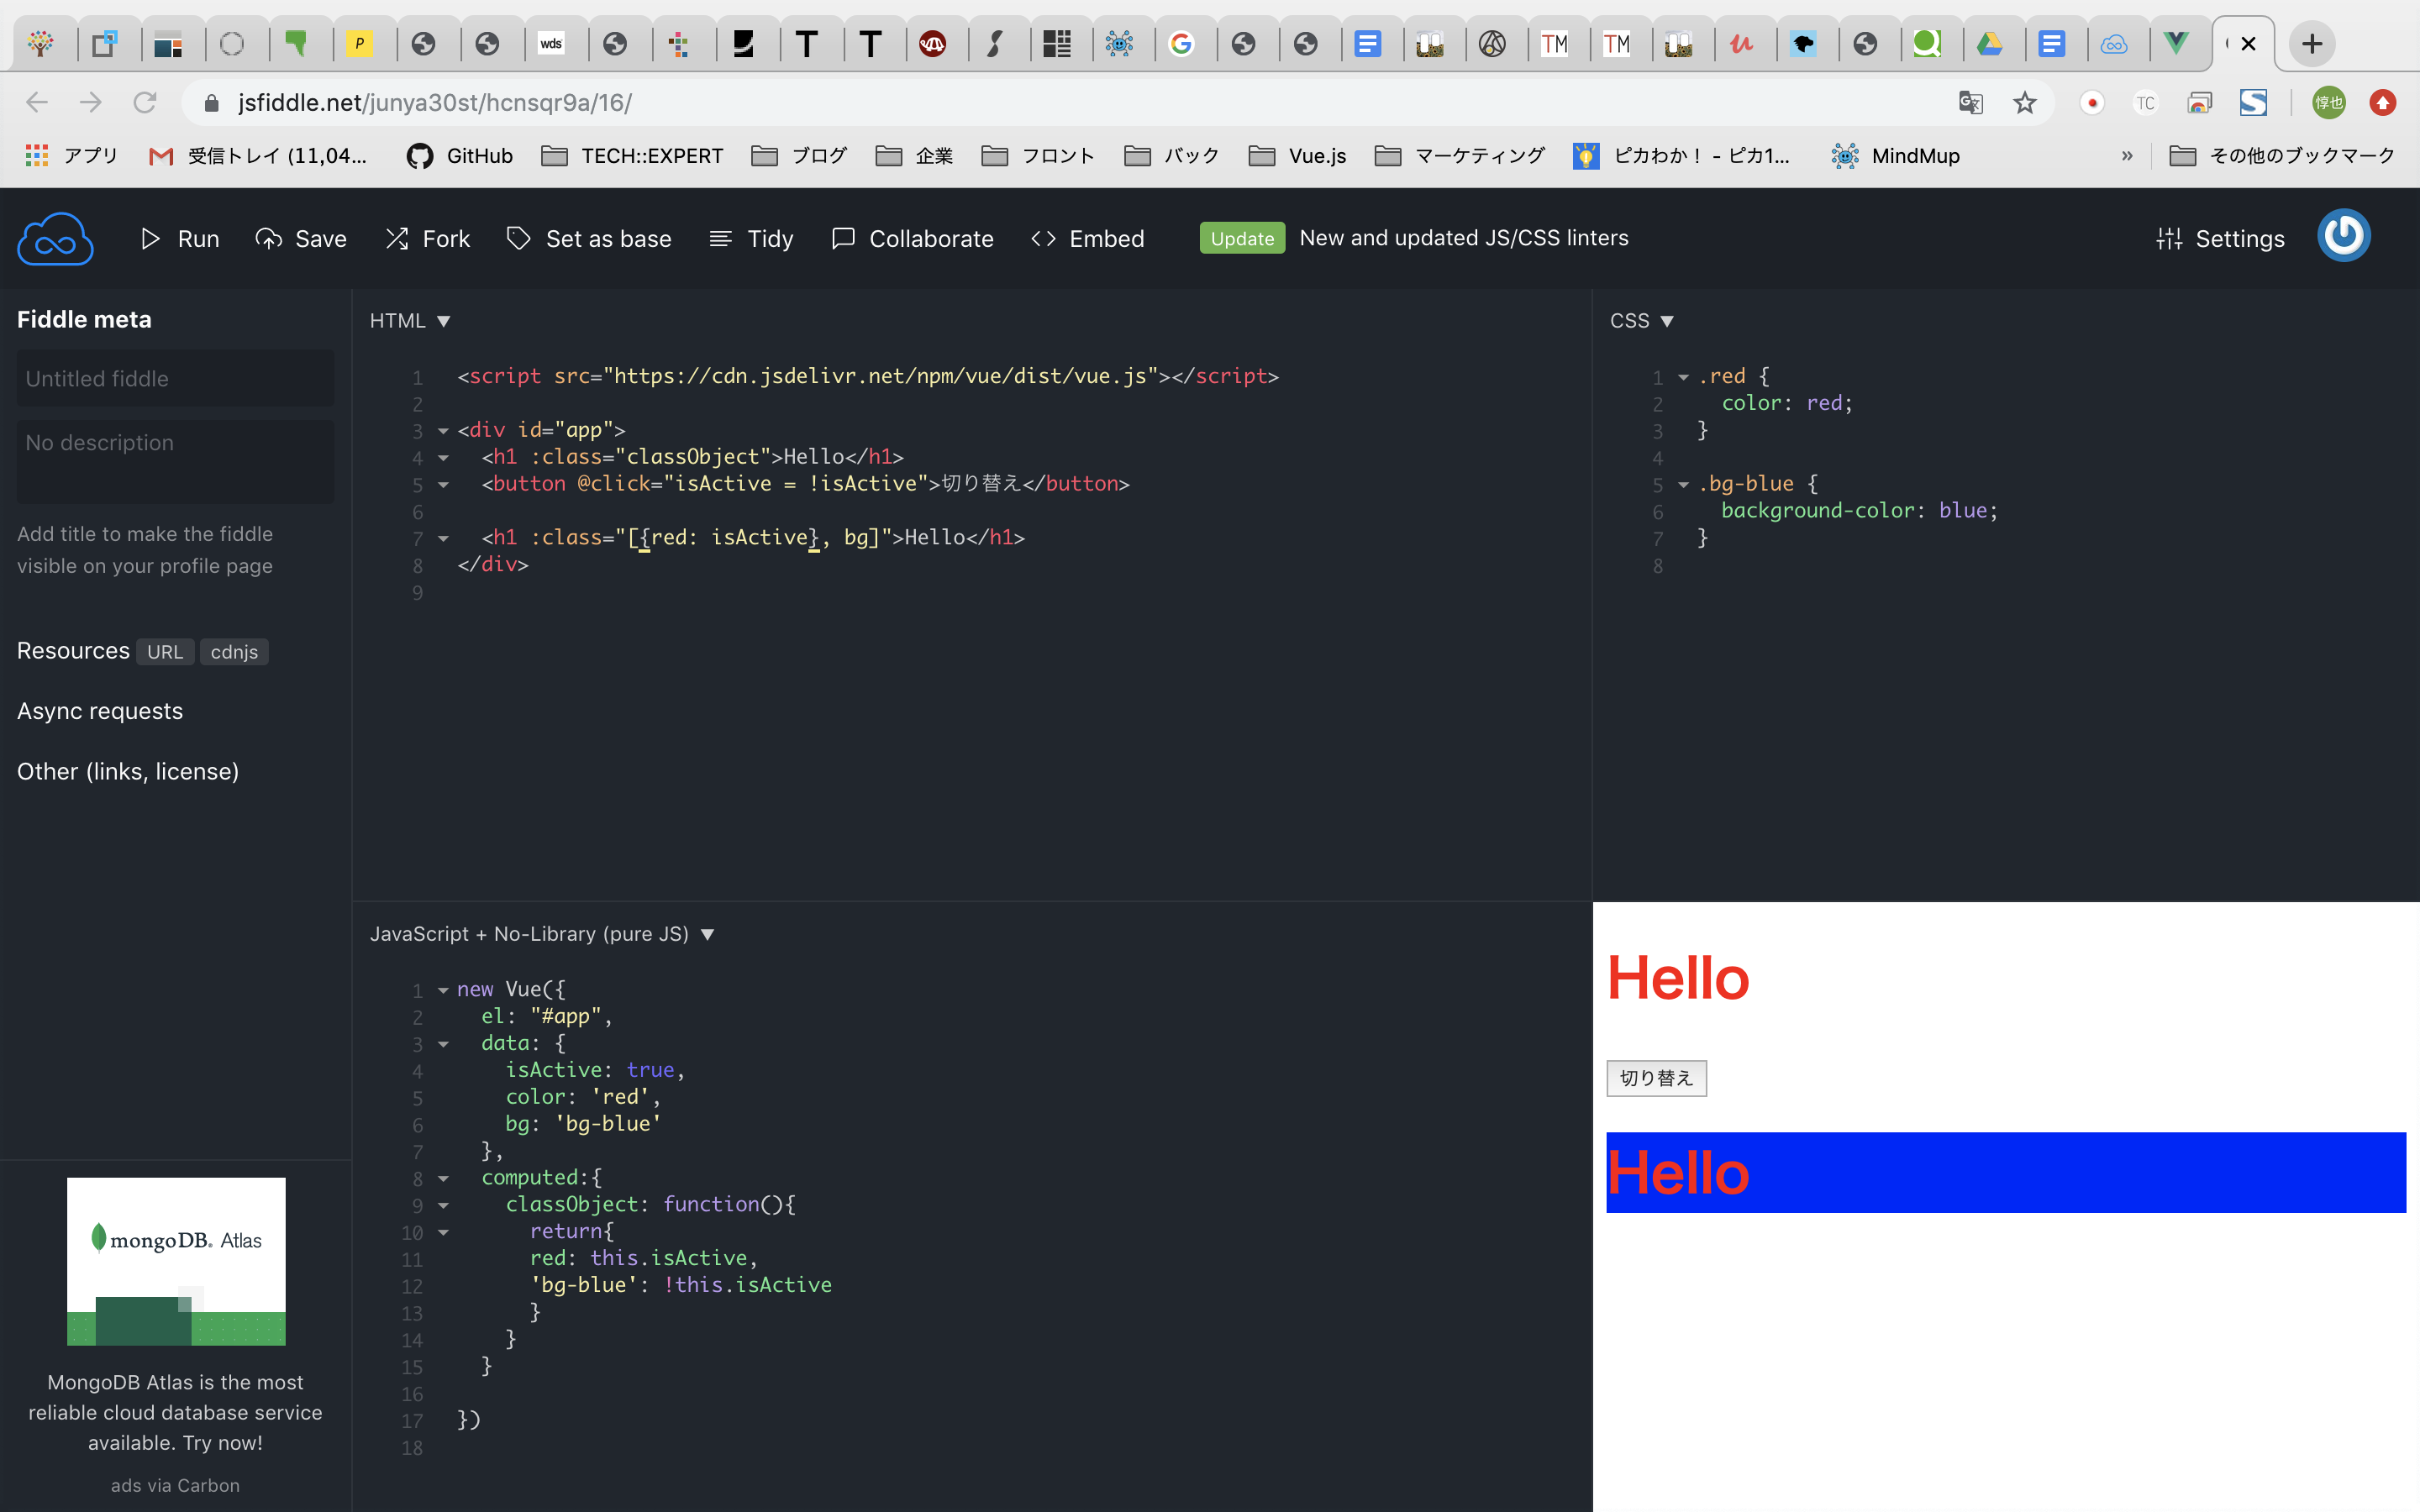 P
wds
T
T
TM
TM
jsfiddle.net/junya30st/hcnsqr9a/16/
TC
惇也
アプリ
受信トレイ (11,04...
GitHub
TECH::EXPERT
ブログ
企業
フロント
バック
Vue.js
マーケティング
ピカわか！ - ピカ1...
MindMup
»
その他のブックマーク
Run
Save
Fork
Set as base
Tidy
Collaborate
Embed
Update
New and updated JS/CSS linters
Settings
Fiddle meta
Untitled fiddle
No description
Add title to make the fiddle
visible on your profile page
Resources URL cdnjs
Async requests
Other (links, license)
mongoDB. Atlas
MongoDB Atlas is the most
reliable cloud database service
available. Try now!
ads via Carbon
HTML ▼
1 <script src="https://cdn.jsdelivr.net/npm/vue/dist/vue.js"></script>
2
3 <div id="app">
4 <h1 :class="classObject">Hello</h1>
5 <button @click="isActive = !isActive">切り替え</button>
6
7 <h1 :class="[{red: isActive}, bg]">Hello</h1>
8 </div>
9
CSS ▼
1 .red {
2 color: red;
3 }
4
5 .bg-blue {
6 background-color: blue;
7 }
8
JavaScript + No-Library (pure JS) ▼
1 new Vue({
2 el: "#app",
3 data: {
4 isActive: true,
5 color: 'red',
6 bg: 'bg-blue'
7 },
8 computed:{
9 classObject: function(){
10 return{
11 red: this.isActive,
12 'bg-blue': !this.isActive
13 }
14 }
15 }
16
17 })
18
Hello
切り替え
Hello